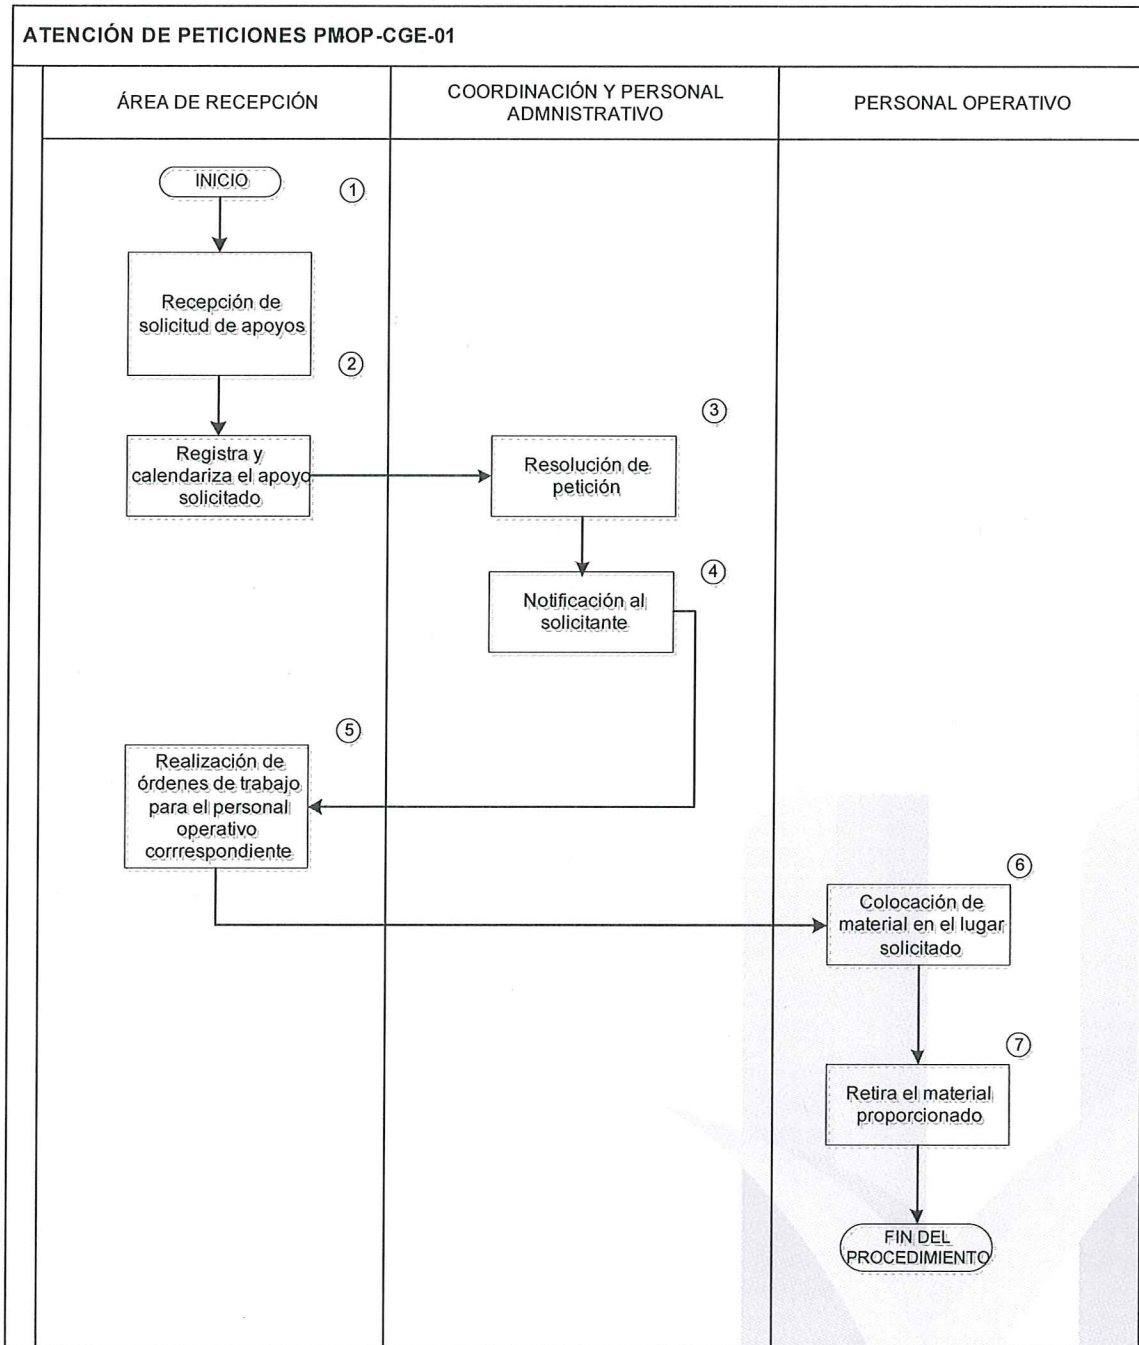 ATENCIÓN DE PETICIONES PMOP-CGE-01
ÁREA DE RECEPCIÓN
COORDINACIÓN Y PERSONAL
ADMNISTRATIVO
PERSONAL OPERATIVO
INICIO
1
Recepción de
solicitud de apoyos
2
Registra y
calendariza el apoyo
solicitado
3
Resolución de
petición
4
Notificación al
solicitante
5
Realización de
órdenes de trabajo
para el personal
operativo
corrrespondiente
6
Colocación de
material en el lugar
solicitado
7
Retira el material
proporcionado
FIN DEL
PROCEDIMIENTO